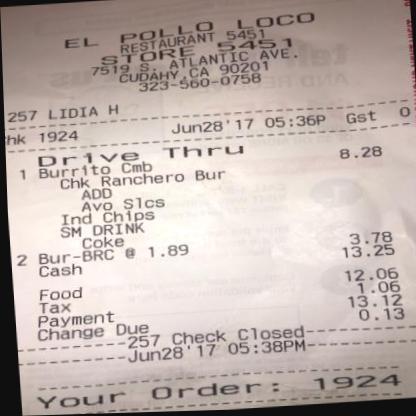 EL POLLO LOCO
RESTAURANT 5451
STORE 5451
7519 S. ATLANTIC AVE.
CUDAHY,CA 90201
323-560-0758
257 LIDIA H
hk 1924 Jun28'17 05:36P Gst 0
Drive Thru
1 Burrito Cmb 8.28
Chk Ranchero Bur
ADD
Avo Slcs
Ind Chips
SM DRINK
Coke
2 Bur-BRC @ 1.89 3.78
Cash 13.25
Food 12.06
Tax 1.06
Payment 13.12
Change Due 0.13
257 Check Closed
Jun28'17 05:38PM
Your Order: 1924